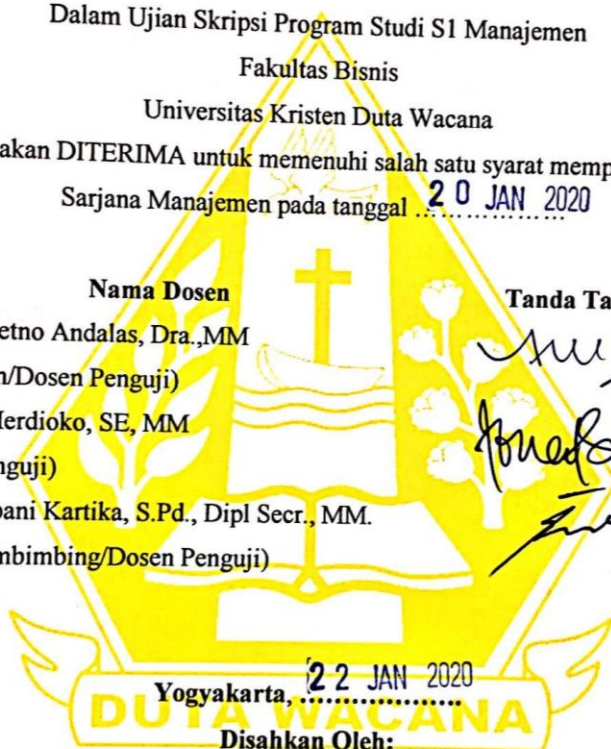 Dalam Ujian Skripsi Program Studi S1 Manajemen
Fakultas Bisnis
Universitas Kristen Duta Wacana
akan DITERIMA untuk memenuhi salah satu syarat memp
Sarjana Manajemen pada tanggal 20 JAN 2020
Nama Dosen Tanda Ta
etno Andalas, Dra.,MM
n/Dosen Penguji)
Herdioko, SE, MM
nguji)
pani Kartika, S.Pd., Dipl Secr., MM.
mbimbing/Dosen Penguji)
Yogyakarta, 22 JAN 2020
DUTA WACANA
Disahkan Oleh: